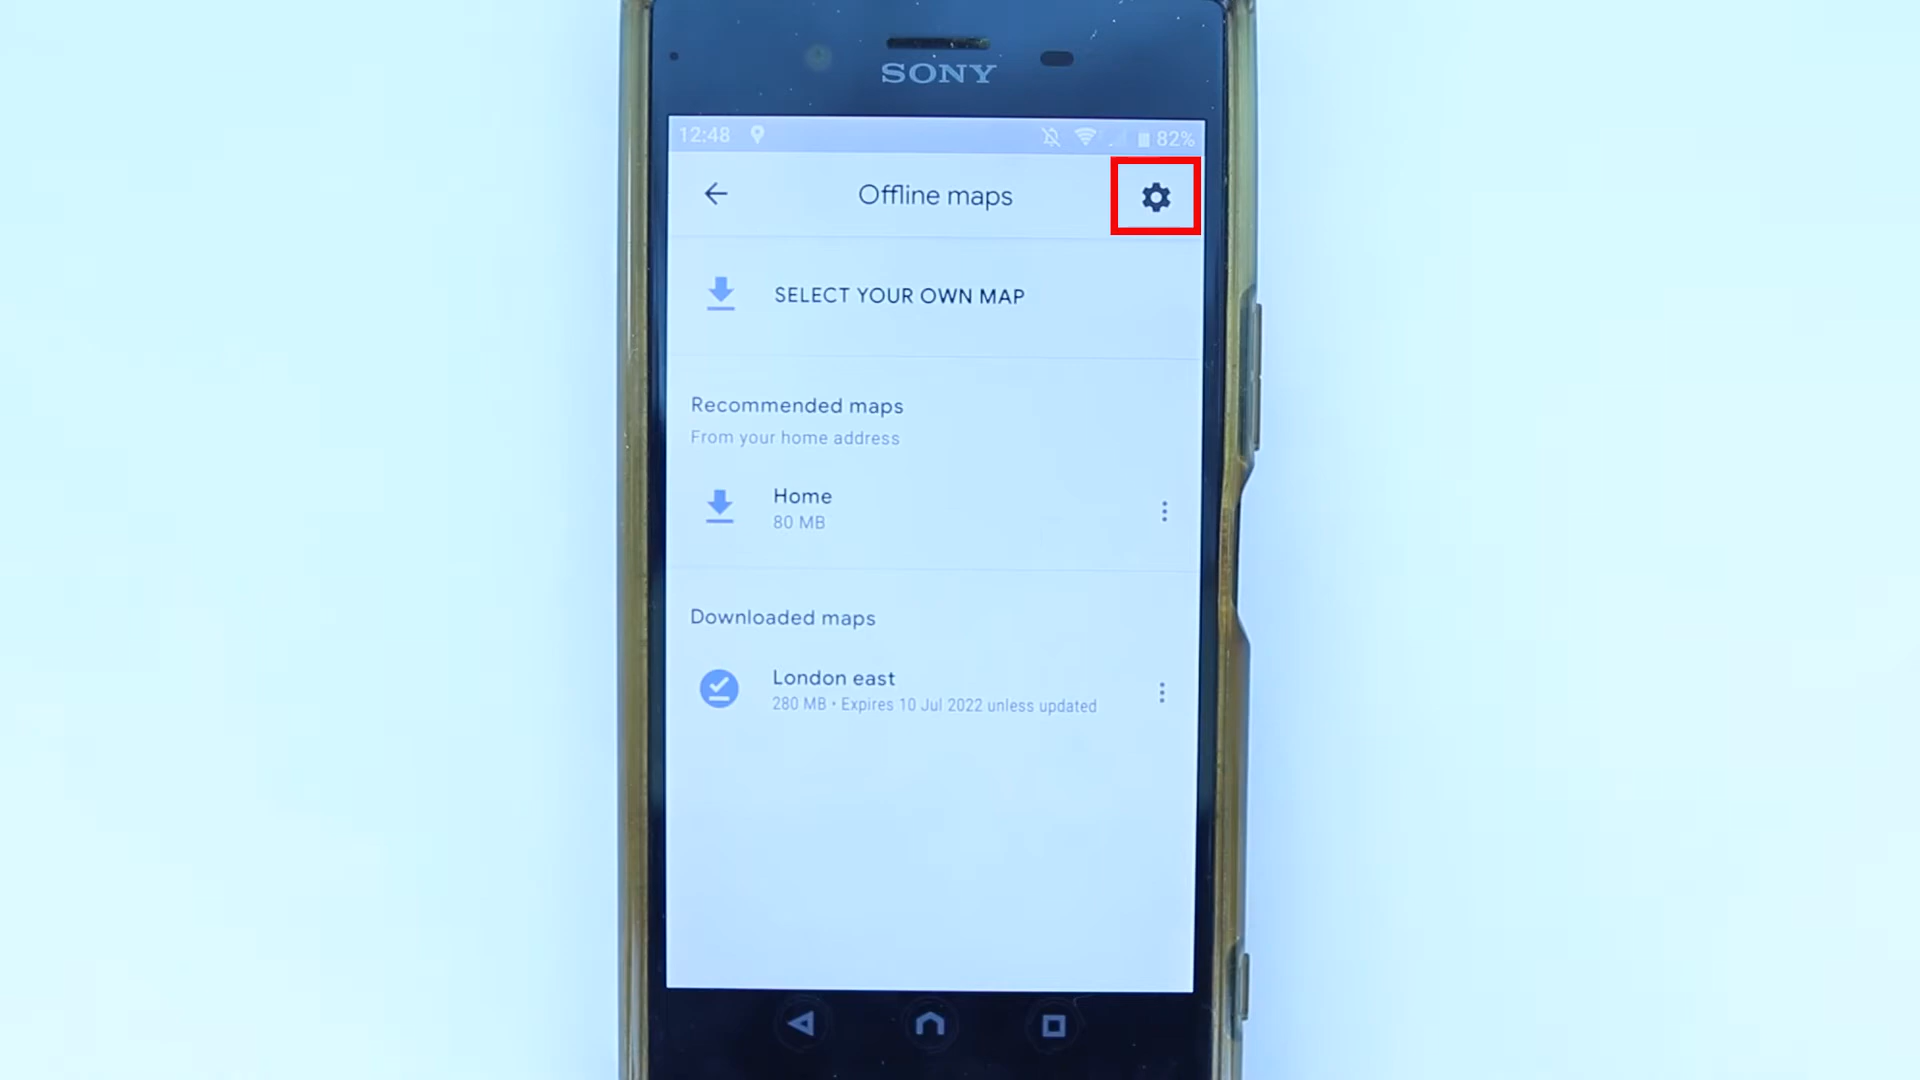 SONY
12:48 82%
Offline maps
SELECT YOUR OWN MAP
Recommended maps
From your home address
Home
80 MB
Downloaded maps
London east
280 MB • Expires 10 Jul 2022 unless updated